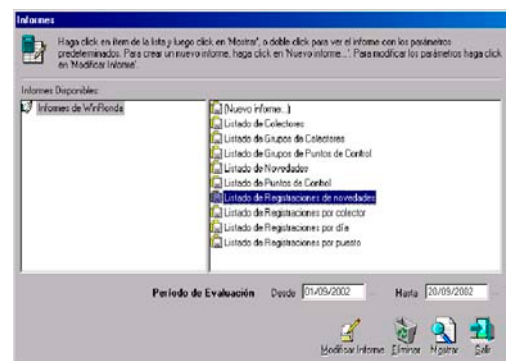 Informes
Haga click en ítem de la lista y luego click en 'Mostrar', o doble click para ver el informe con los parámetros
predeterminados. Para crear un nuevo informe, haga click en 'Nuevo informe...'. Para modificar los parámetros haga click
en 'Modificar Informe'.
Informes Disponibles:
Informes de WinRonda
(Nuevo informe...)
Listado de Colectores
Listado de Grupos de Colectores
Listado de Grupos de Puntos de Control
Listado de Novedades
Listado de Puntos de Control
Listado de Registraciones de novedades
Listado de Registraciones por colector
Listado de Registraciones por día
Listado de Registraciones por puesto
Período de Evaluación Desde 01/09/2002 ... Hasta 20/09/2002 ...
Modificar Informe Eliminar Mostrar Salir